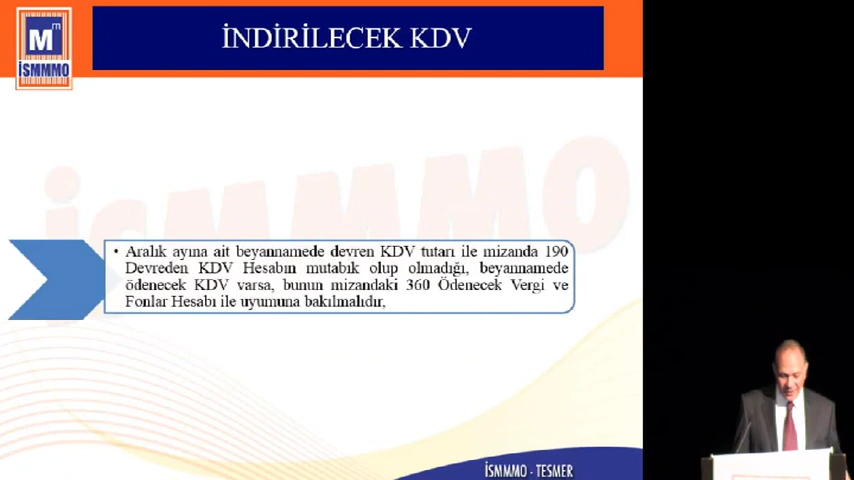 M m
İSMMMO
İNDİRİLECEK KDV
İSMMMO
• Aralık ayına ait beyannamede devren KDV tutarı ile mizanda 190
Devreden KDV Hesabın mutabık olup olmadığı, beyannamede
ödenecek KDV varsa, bunun mizandaki 360 Ödenecek Vergi ve
Fonlar Hesabı ile uyumuna bakılmalıdır,
İSMMMO - TESMER